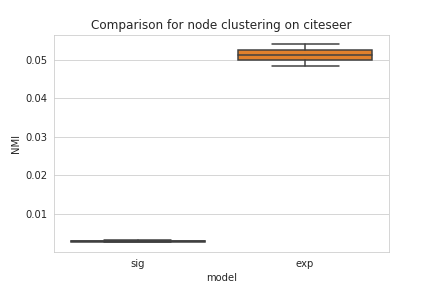 Comparison for node clustering on citeseer
0.05
0.04
0.03
0.02
0.01
NMI
sig exp
model